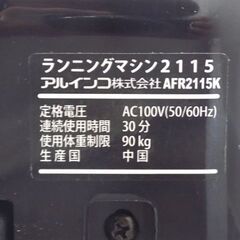 ランニングマシン2115
アルインコ株式会社 AFR2115K
定格電圧 AC100V(50/60Hz)
連続使用時間 30分
使用体重制限 90kg
生産国 中国